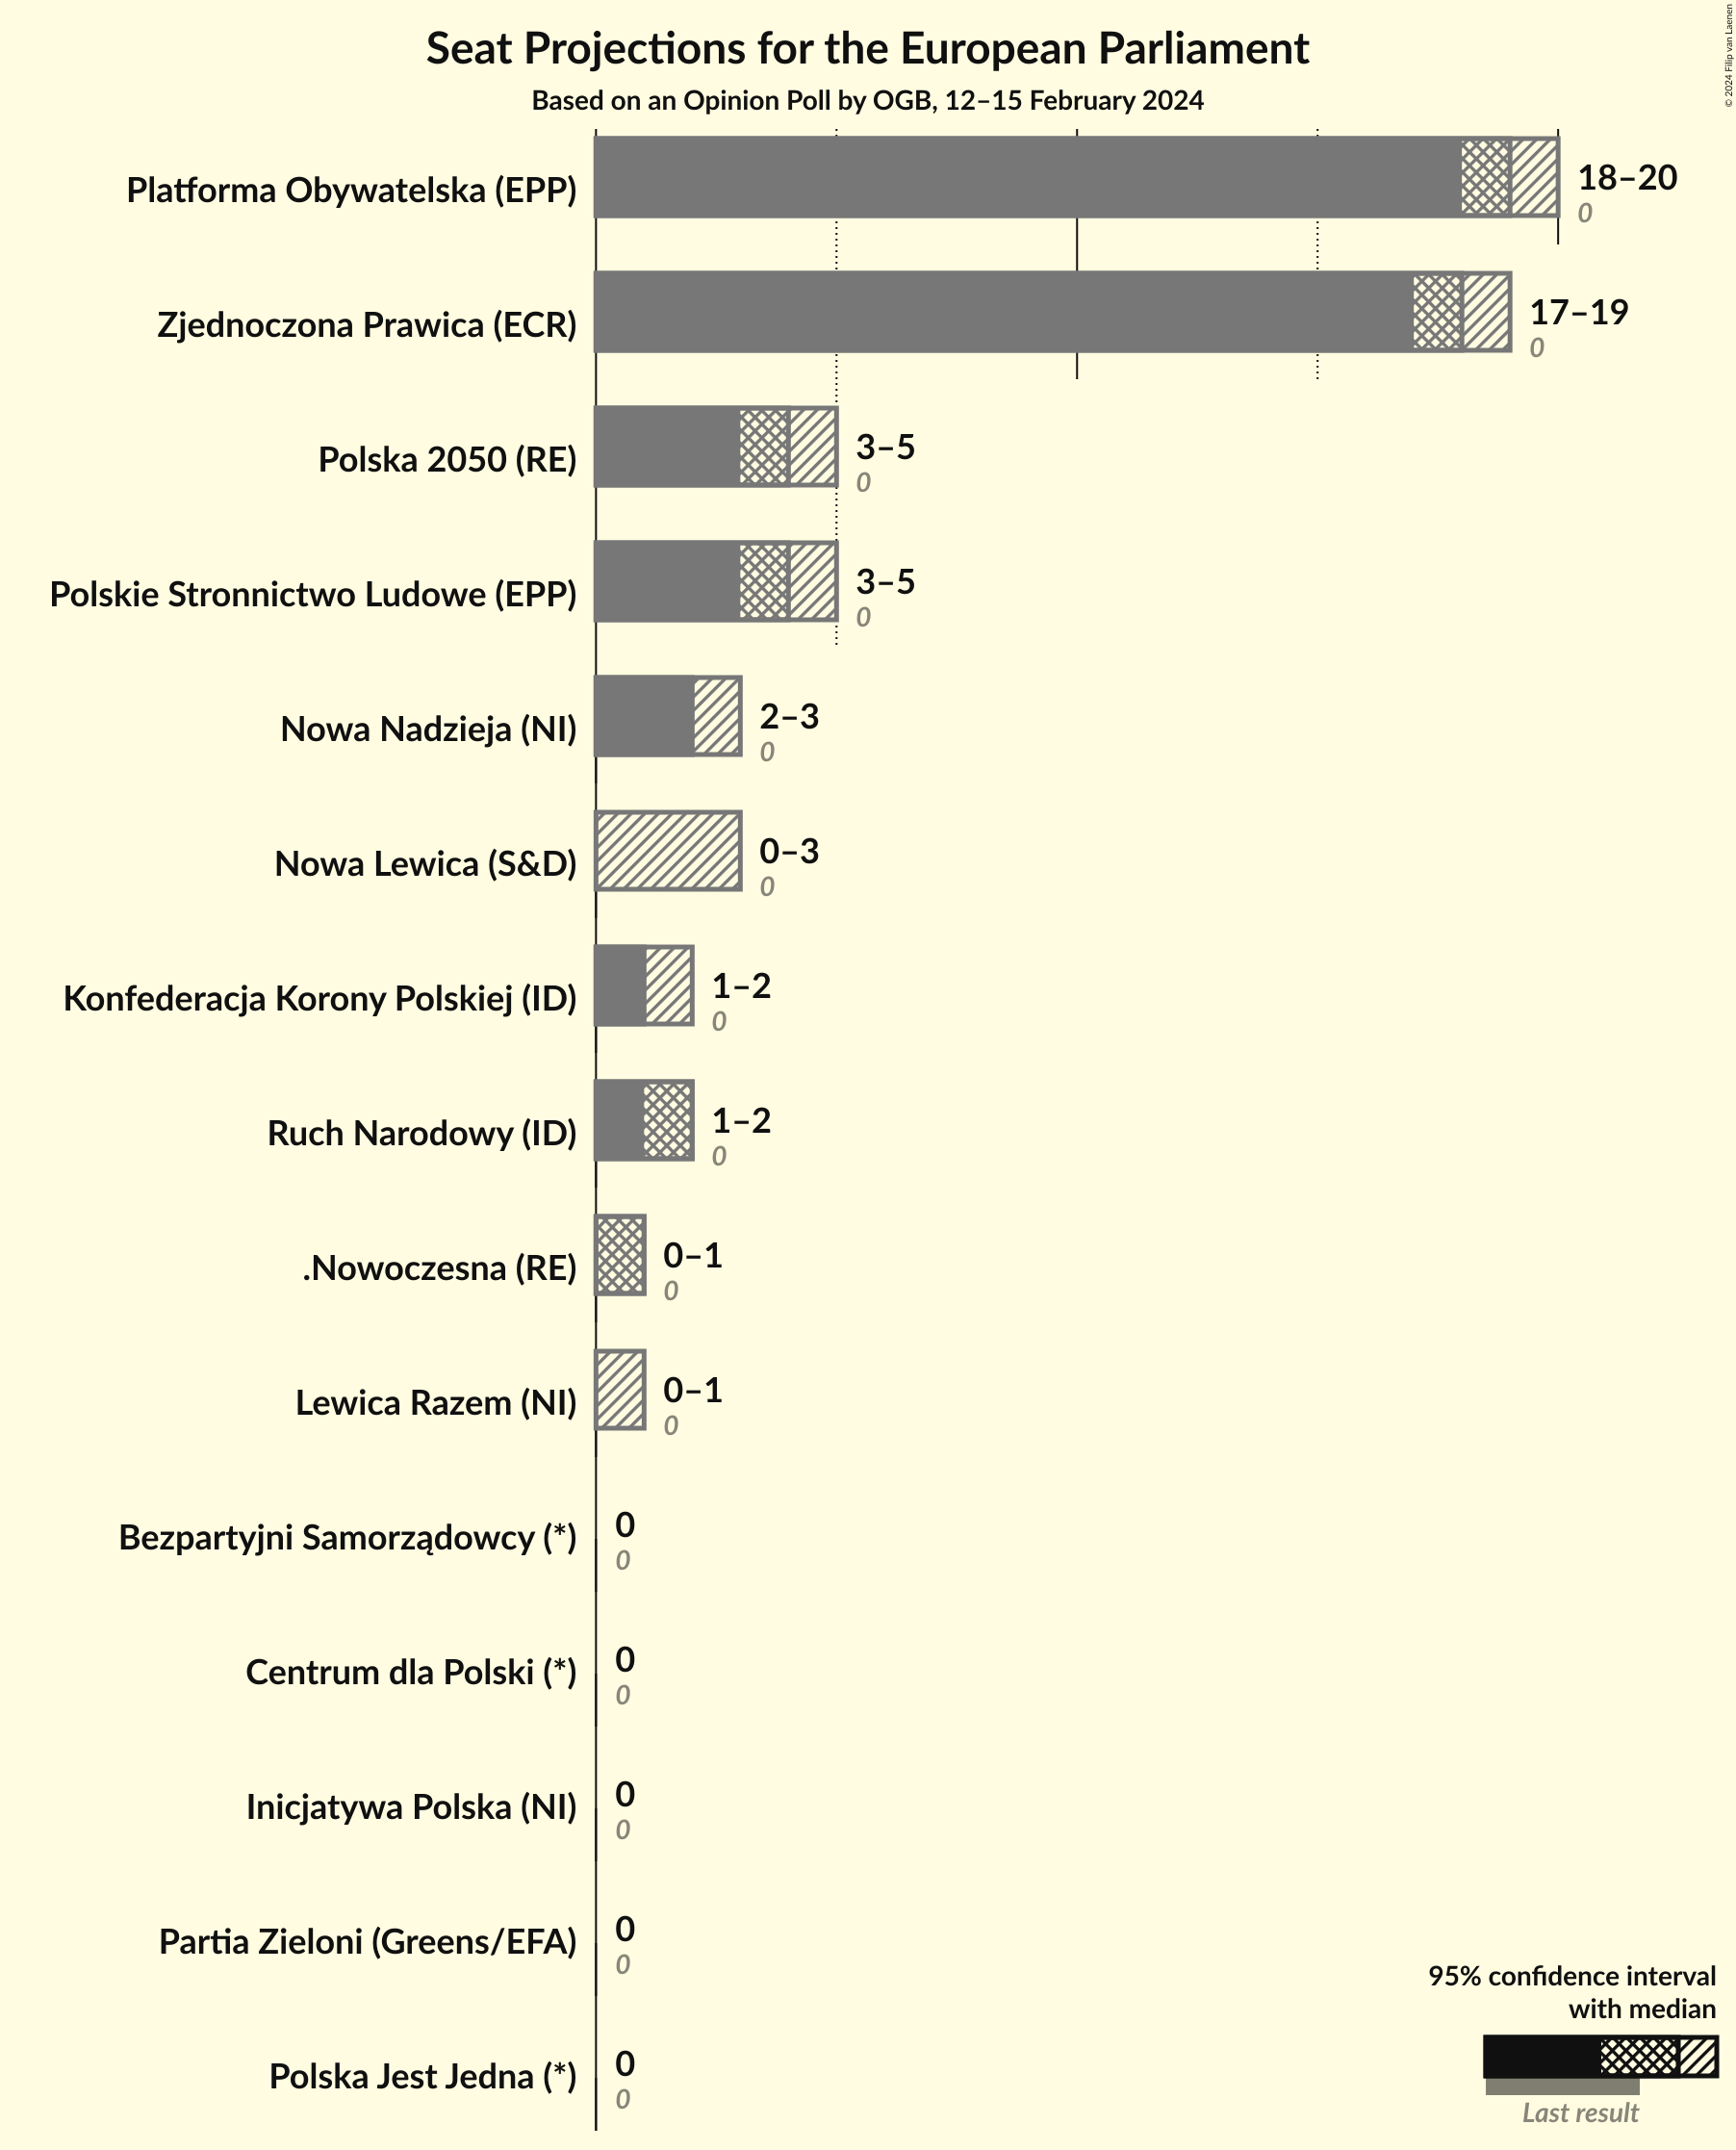 Seat Projections for the European Parliament
Based on an Opinion Poll by OGB, 12–15 February 2024
© 2024 Filip van Laenen
Platforma Obywatelska (EPP)
18–20
0
Zjednoczona Prawica (ECR)
17–19
0
Polska 2050 (RE)
3–5
0
Polskie Stronnictwo Ludowe (EPP)
3–5
0
Nowa Nadzieja (NI)
2–3
0
Nowa Lewica (S&D)
0–3
0
Konfederacja Korony Polskiej (ID)
1–2
0
Ruch Narodowy (ID)
1–2
0
.Nowoczesna (RE)
0–1
0
Lewica Razem (NI)
0–1
0
Bezpartyjni Samorządowcy (*)
0
0
Centrum dla Polski (*)
0
0
Inicjatywa Polska (NI)
0
0
Partia Zieloni (Greens/EFA)
0
0
Polska Jest Jedna (*)
0
0
95% confidence interval
with median
Last result